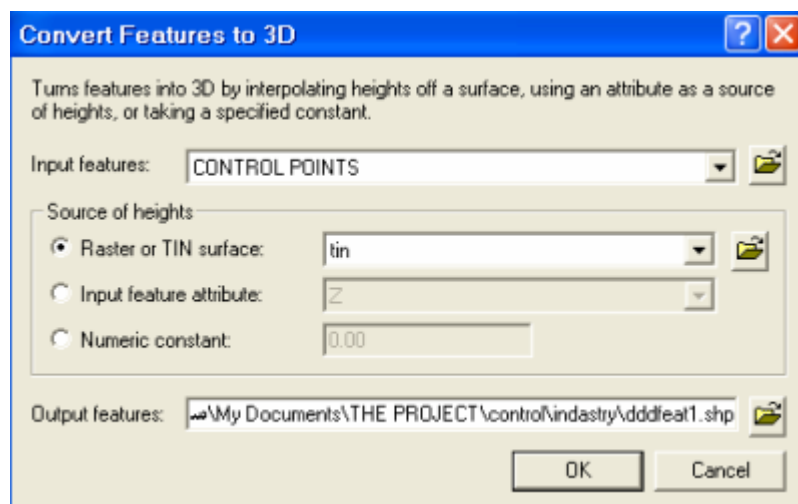 Convert Features to 3D
Turns features into 3D by interpolating heights off a surface, using an attribute as a source
of heights, or taking a specified constant.
Input features: CONTROL POINTS
Source of heights
Raster or TIN surface: tin
Input feature attribute: Z
Numeric constant: 0.00
Output features: \My Documents\THE PROJECT\control\indastry\dddfeat1.shp
OK Cancel